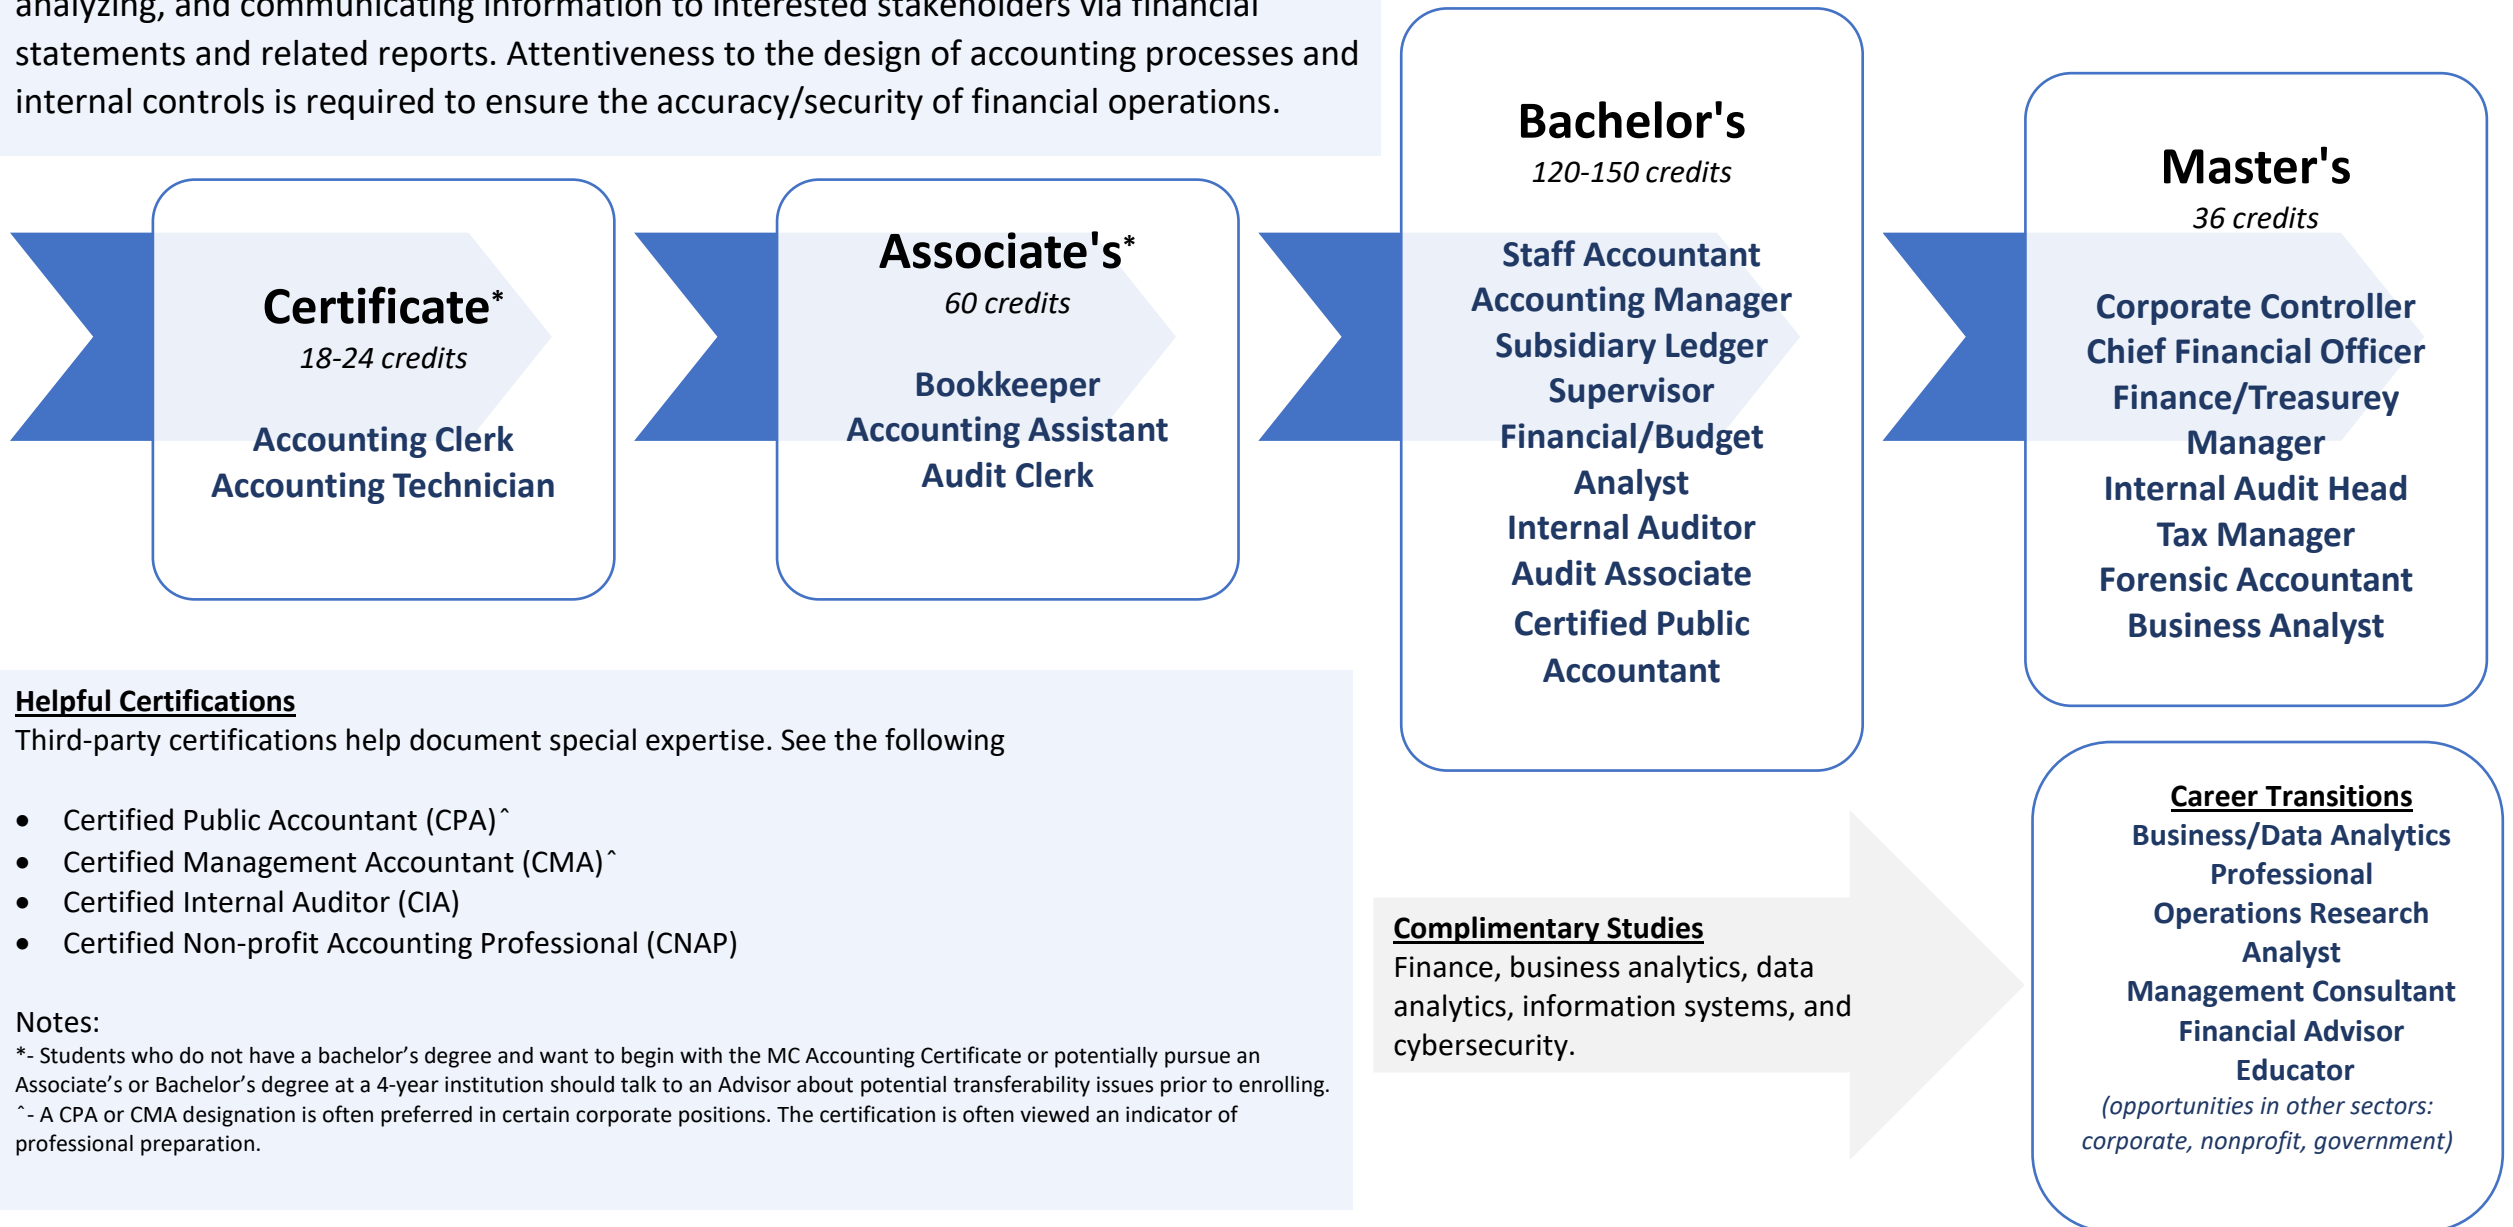 analyzing, and communicating information to interested stakeholders via financial
statements and related reports. Attentiveness to the design of accounting processes and
internal controls is required to ensure the accuracy/security of financial operations.
Certificate*
18-24 credits
Accounting Clerk
Accounting Technician
Associate's*
60 credits
Bookkeeper
Accounting Assistant
Audit Clerk
Bachelor's
120-150 credits
Staff Accountant
Accounting Manager
Subsidiary Ledger
Supervisor
Financial/Budget
Analyst
Internal Auditor
Audit Associate
Certified Public
Accountant
Master's
36 credits
Corporate Controller
Chief Financial Officer
Finance/Treasurey
Manager
Internal Audit Head
Tax Manager
Forensic Accountant
Business Analyst
Helpful Certifications
Third-party certifications help document special expertise. See the following
• Certified Public Accountant (CPA)ˆ
• Certified Management Accountant (CMA)ˆ
• Certified Internal Auditor (CIA)
• Certified Non-profit Accounting Professional (CNAP)
Notes:
*- Students who do not have a bachelor’s degree and want to begin with the MC Accounting Certificate or potentially pursue an
Associate’s or Bachelor’s degree at a 4-year institution should talk to an Advisor about potential transferability issues prior to enrolling.
ˆ- A CPA or CMA designation is often preferred in certain corporate positions. The certification is often viewed an indicator of
professional preparation.
Complimentary Studies
Finance, business analytics, data
analytics, information systems, and
cybersecurity.
Career Transitions
Business/Data Analytics
Professional
Operations Research
Analyst
Management Consultant
Financial Advisor
Educator
(opportunities in other sectors:
corporate, nonprofit, government)